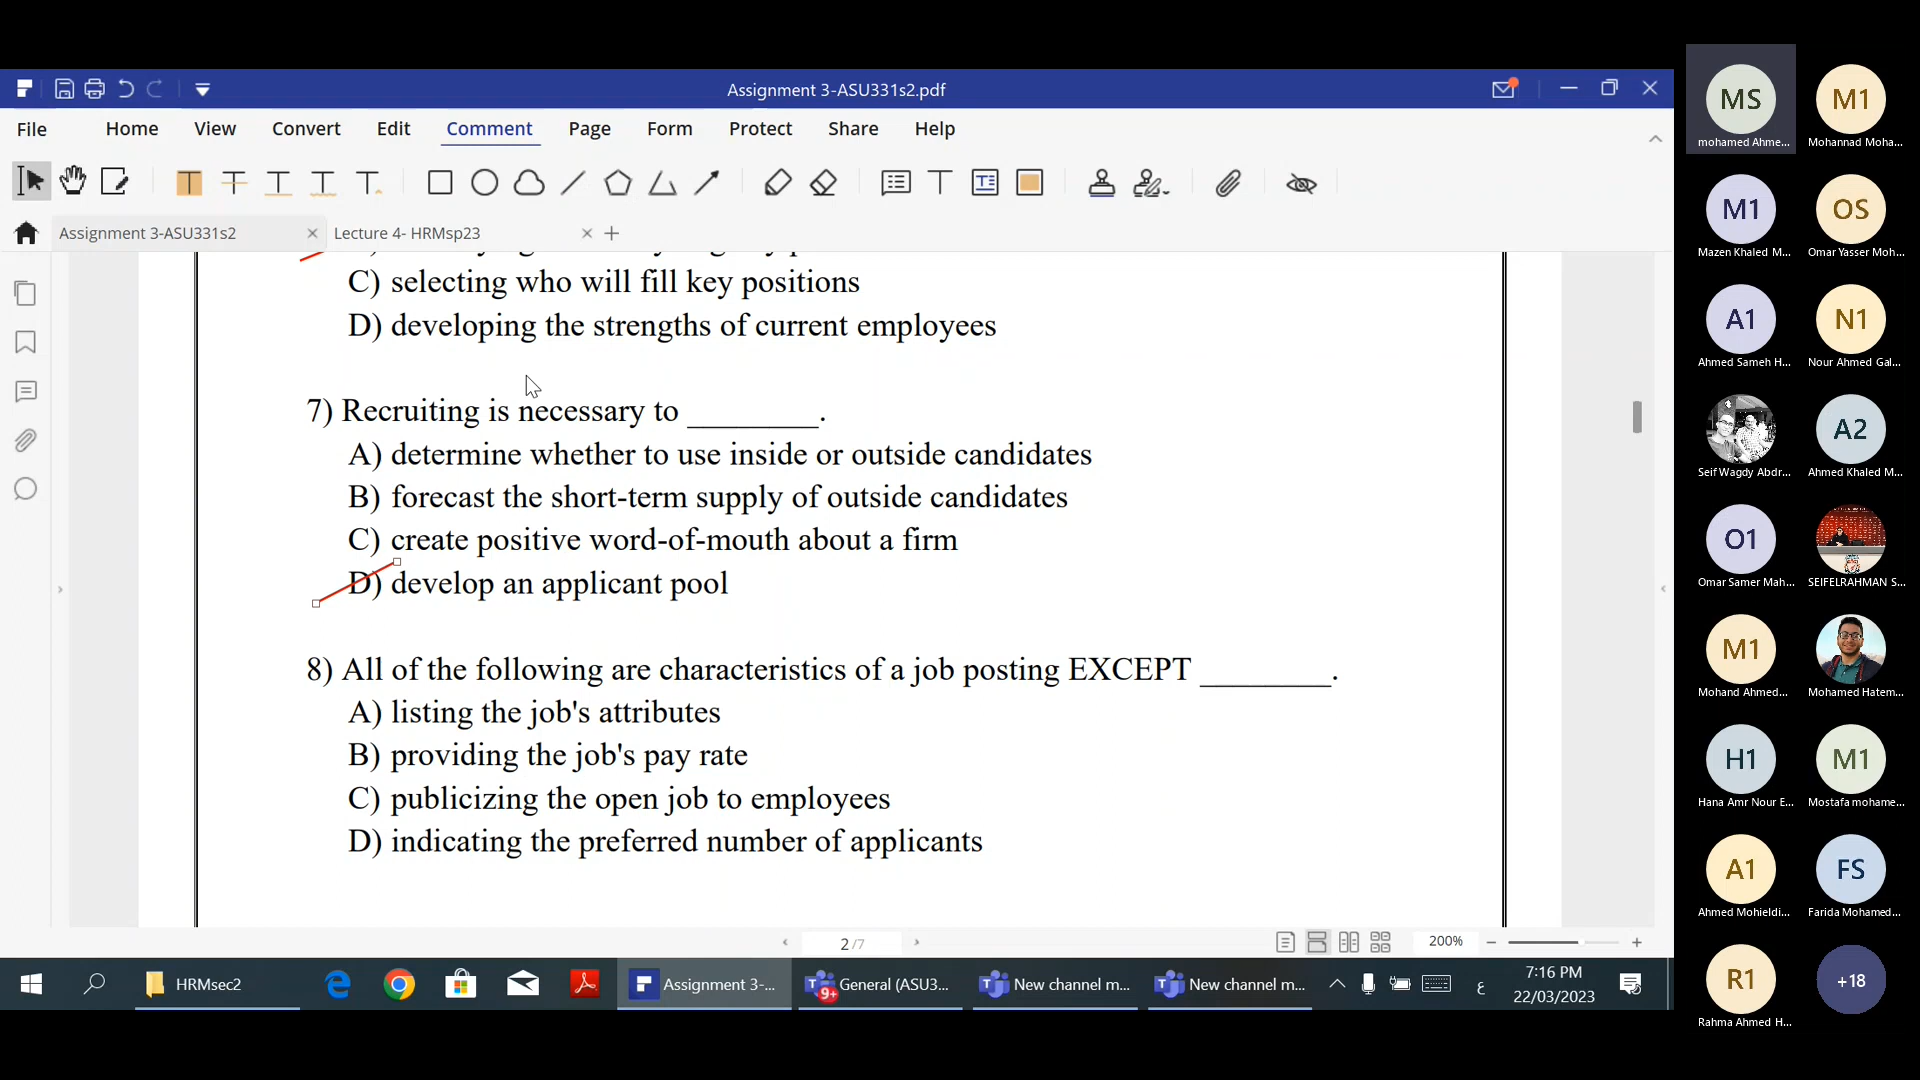 Assignment 3-ASU331s2.pdf
File Home View Convert Edit Comment Page Form Protect Share Help
Assignment 3-ASU331s2 Lecture 4- HRMsp23
C) selecting who will fill key positions
D) developing the strengths of current employees
7) Recruiting is necessary to ________.
A) determine whether to use inside or outside candidates
B) forecast the short-term supply of outside candidates
C) create positive word-of-mouth about a firm
D) develop an applicant pool
8) All of the following are characteristics of a job posting EXCEPT ________.
A) listing the job's attributes
B) providing the job's pay rate
C) publicizing the open job to employees
D) indicating the preferred number of applicants
2 /7
200%
HRMsec2
Assignment 3-...
9+
General (ASU3...
New channel m...
New channel m...
ع
7:16 PM
22/03/2023
MS M1
mohamed Ahme... Mohannad Moha...
M1 OS
Mazen Khaled M... Omar Yasser Moh...
A1 N1
Ahmed Sameh H... Nour Ahmed Gal...
A2
Seif Wagdy Abdr... Ahmed Khaled M...
O1
Omar Samer Mah... SEIFELRAHMAN S...
M1
Mohand Ahmed... Mohamed Hatem...
H1 M1
Hana Amr Nour E... Mostafa mohame...
A1 FS
Ahmed Mohieldi... Farida Mohamed...
R1 +18
Rahma Ahmed H...